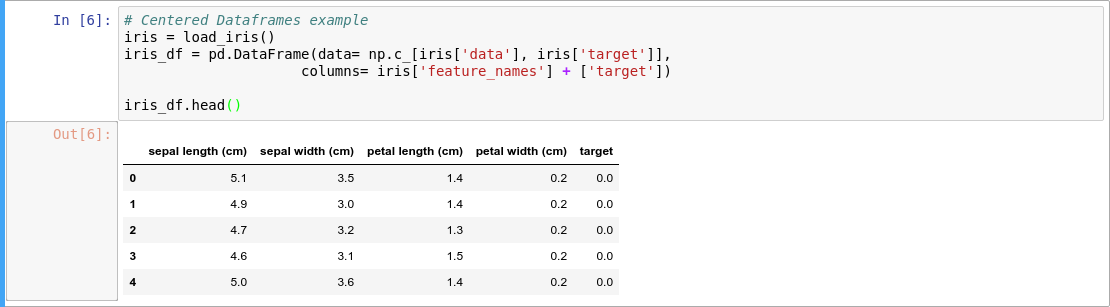 In [6]: # Centered Dataframes example
iris = load_iris()
iris_df = pd.DataFrame(data= np.c_[iris['data'], iris['target']],
                     columns= iris['feature_names'] + ['target'])
iris_df.head()
Out[6]:
sepal length (cm) sepal width (cm) petal length (cm) petal width (cm) target
0 5.1 3.5 1.4 0.2 0.0
1 4.9 3.0 1.4 0.2 0.0
2 4.7 3.2 1.3 0.2 0.0
3 4.6 3.1 1.5 0.2 0.0
4 5.0 3.6 1.4 0.2 0.0